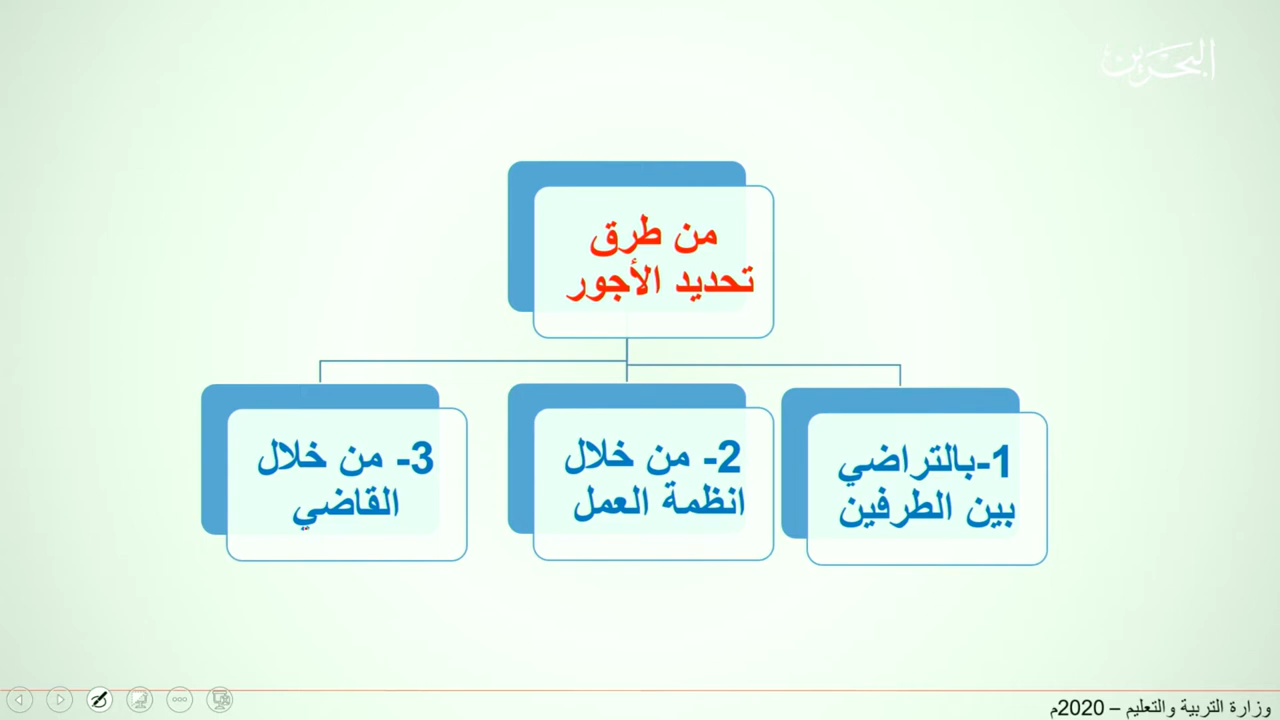 البحرين
من طرق
تحديد الأجور
1-بالتراضي
بين الطرفين
2- من خلال
انظمة العمل
3- من خلال
القاضي
وزارة التربية والتعليم – 2020م